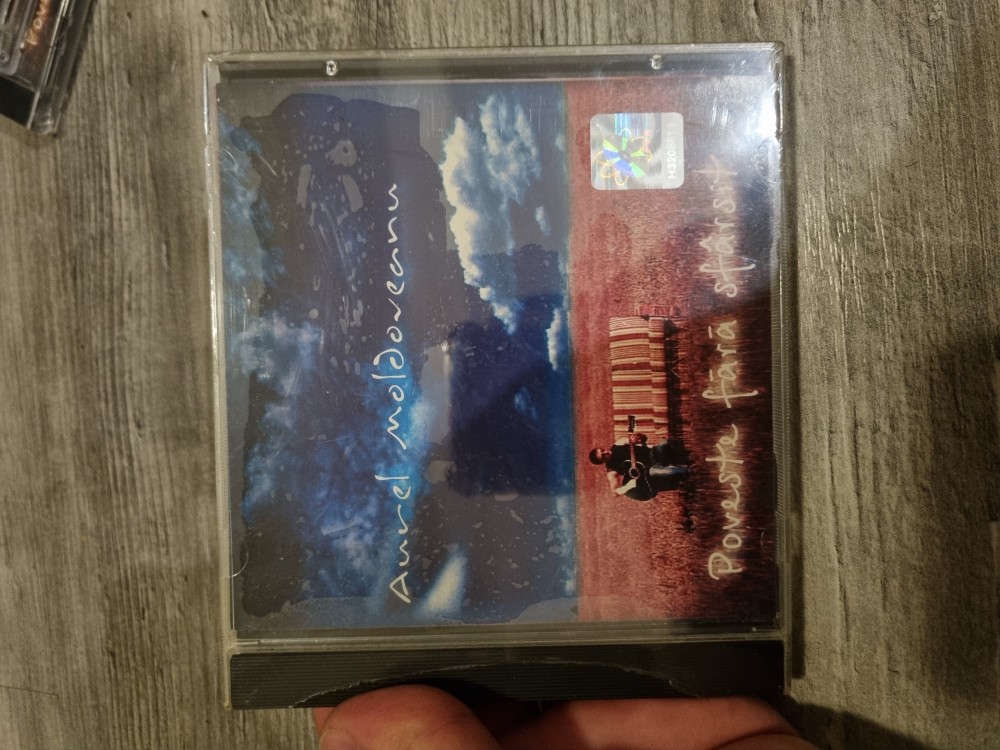 Aurel Moldoveanu
Poveste fără sfârșit